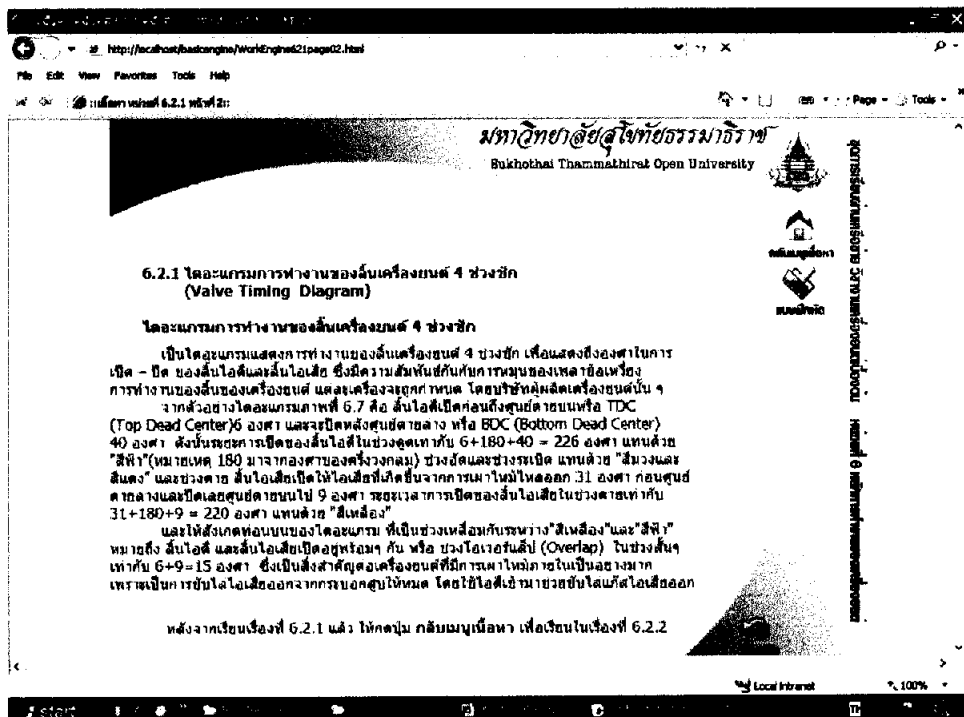 http://localhost/basicengine/WorkEngine621page02.html
File Edit View Favorites Tools Help
::เนื้อหา หน่วยที่ 6.2.1 หน้าที่ 2::
Page Tools
มหาวิทยาลัยสุโขทัยธรรมาธิราช
Sukhothai Thammathirat Open University
กลับเมนูเนื้อหา
แบบฝึกหัด
6.2.1 ไดอะแกรมการทำงานของลิ้นเครื่องยนต์ 4 ช่วงชัก
(Valve Timing Diagram)
ไดอะแกรมการทำงานของลิ้นเครื่องยนต์ 4 ช่วงชัก
เป็นไดอะแกรมแสดงการทำงานของลิ้นเครื่องยนต์ 4 ช่วงชัก เพื่อแสดงถึงองศาในการ
เปิด – ปิด ของลิ้นไอดีและลิ้นไอเสีย ซึ่งมีความสัมพันธ์กันกับการหมุนของเพลาข้อเหวี่ยง
การทำงานของลิ้นของเครื่องยนต์ แต่ละเครื่องจะถูกกำหนด โดยบริษัทผู้ผลิตเครื่องยนต์นั้น ๆ
จากตัวอย่างไดอะแกรมภาพที่ 6.7 คือ ลิ้นไอดีเปิดก่อนถึงศูนย์ตายบนหรือ TDC
(Top Dead Center)6 องศา และจะปิดหลังศูนย์ตายล่าง หรือ BDC (Bottom Dead Center)
40 องศา ดังนั้นระยะการเปิดของลิ้นไอดีในช่วงดูดเท่ากับ 6+180+40 = 226 องศา แทนด้วย
"สีฟ้า"(หมายเหตุ 180 มาจากองศาของครึ่งวงกลม) ช่วงอัดและช่วงระเบิด แทนด้วย "สีม่วงและ
สีแดง" และช่วงคาย ลิ้นไอเสียเปิดให้ไอเสียที่เกิดขึ้นจากการเผาไหม้ไหลออก 31 องศา ก่อนศูนย์
ตายล่างและปิดเลยศูนย์ตายบนไป 9 องศา ระยะเวลาการเปิดของลิ้นไอเสียในช่วงคายเท่ากับ
31+180+9 = 220 องศา แทนด้วย "สีเหลือง"
และให้สังเกตท่อนบนของไดอะแกรม ที่เป็นช่วงเหลื่อมกันระหว่าง"สีเหลือง"และ"สีฟ้า"
หมายถึง ลิ้นไอดี และลิ้นไอเสียเปิดอยู่พร้อมๆ กัน หรือ ช่วงโอเวอร์แล็ป (Overlap) ในช่วงสั้นๆ
เท่ากับ 6+9=15 องศา ซึ่งเป็นสิ่งสำคัญต่อเครื่องยนต์ที่มีการเผาไหม้ภายในเป็นอย่างมาก
เพราะเป็นการขับไล่ไอเสียออกจากกระบอกสูบให้หมด โดยใช้ไอดีเข้ามาช่วยขับไล่แก๊สไอเสียออก
หลังจากเรียนเรื่องที่ 6.2.1 แล้ว ให้กดปุ่ม กลับเมนูเนื้อหา เพื่อเรียนในเรื่องที่ 6.2.2
Local intranet
100%
start
TH